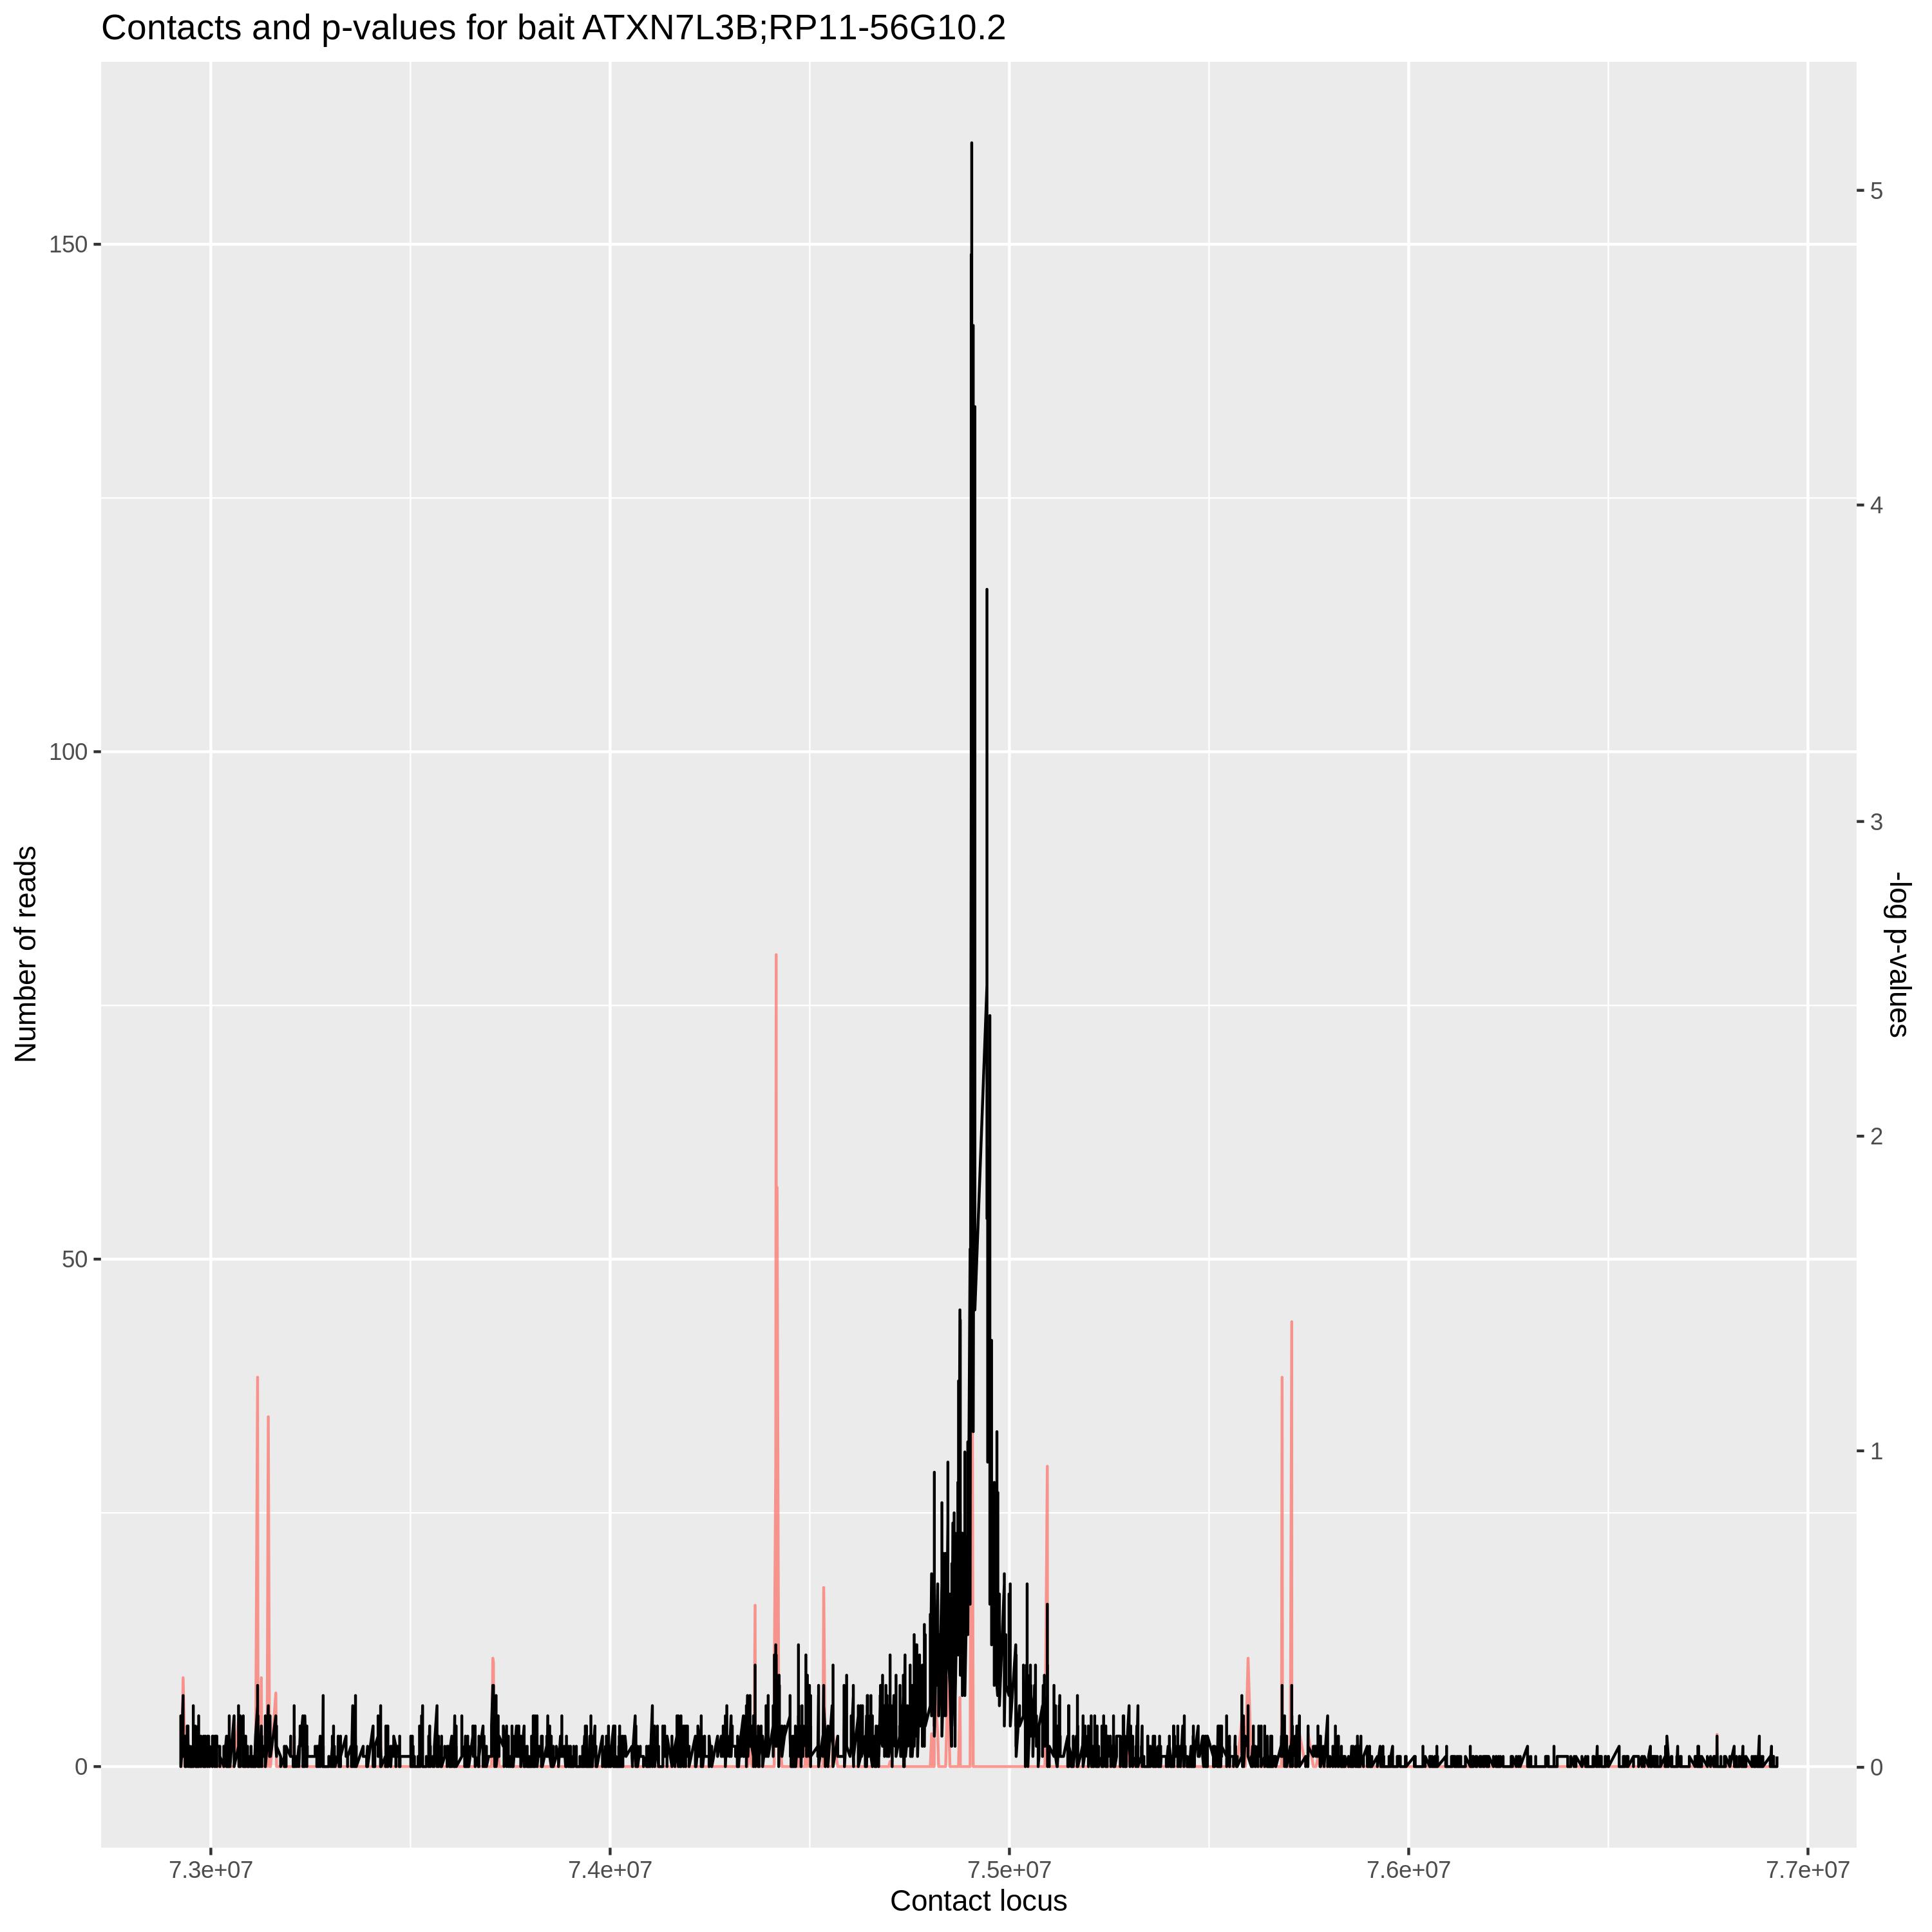 Contacts and p-values for bait ATXN7L3B;RP11-56G10.2
150
100
50
0
Number of reads
5
4
3
2
1
0
-log p-values
7.3e+07
7.4e+07
7.5e+07
7.6e+07
7.7e+07
Contact locus